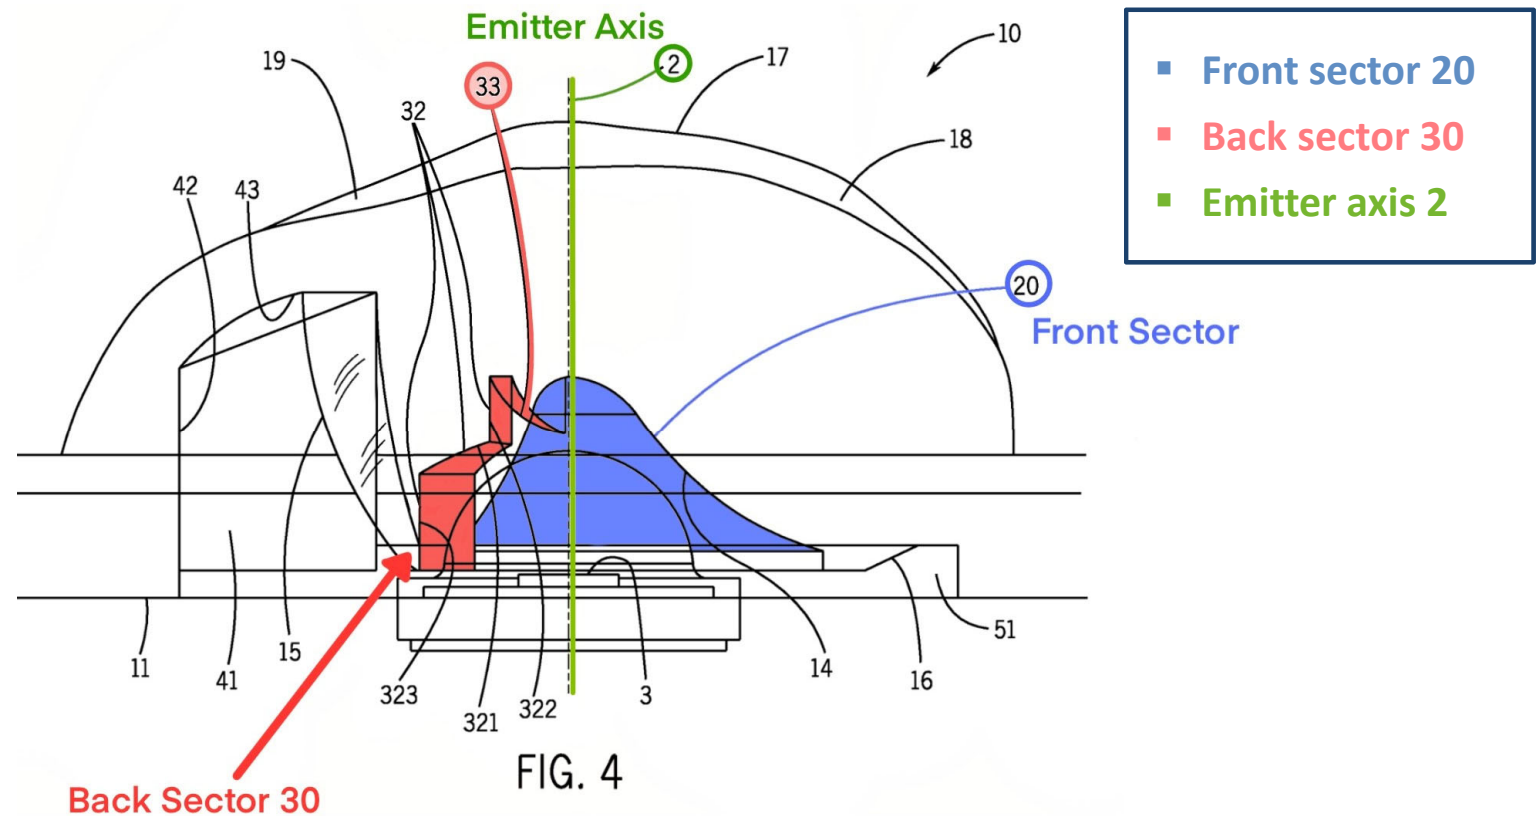 Emitter Axis
10
19
33
2
17
32
18
42
43
20
Front Sector
11
41
15
323
321
322
3
14
16
51
FIG. 4
Back Sector 30
▪ Front sector 20
▪ Back sector 30
▪ Emitter axis 2